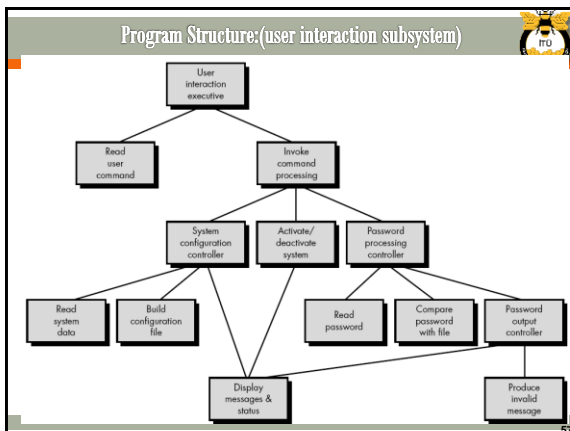 Program Structure:(user interaction subsystem)
ITÜ
User
interaction
executive
Read
user
command
Invoke
command
processing
System
configuration
controller
Activate/
deactivate
system
Password
processing
controller
Read
system
data
Build
configuration
file
Read
password
Compare
password
with file
Password
output
controller
Display
messages &
status
Produce
invalid
message